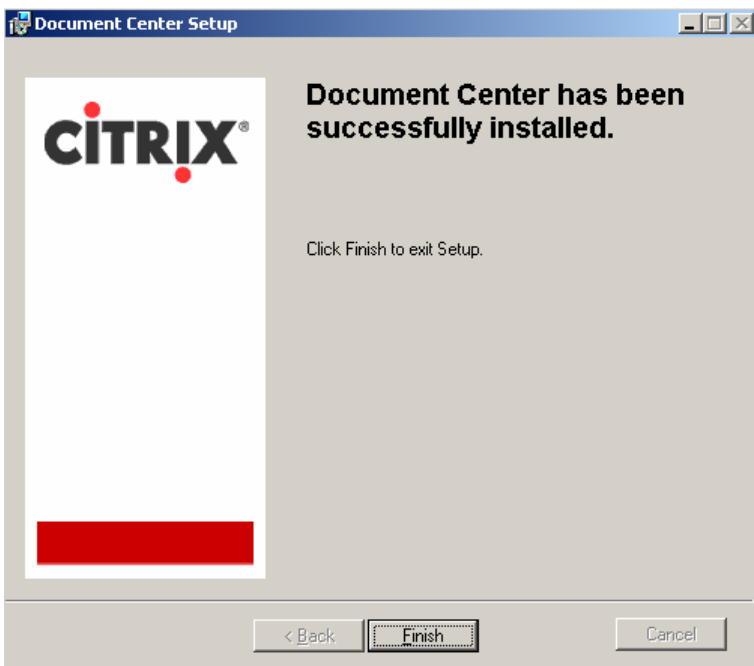 Document Center Setup
CITRIX®
Document Center has been
successfully installed.
Click Finish to exit Setup.
< Back
Finish
Cancel